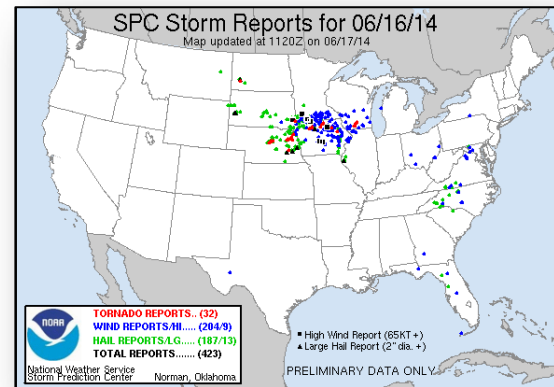 SPC Storm Reports for 06/16/14
Map updated at 1120Z on 06/17/14
NOAA
TORNADO REPORTS.. (32)
WIND REPORTS/HI..... (204/9)
HAIL REPORTS/LG..... (187/13)
TOTAL REPORTS....... (423)
National Weather Service
Storm Prediction Center Norman, Oklahoma
High Wind Report (65KT +)
Large Hail Report (2" dia. +)
PRELIMINARY DATA ONLY